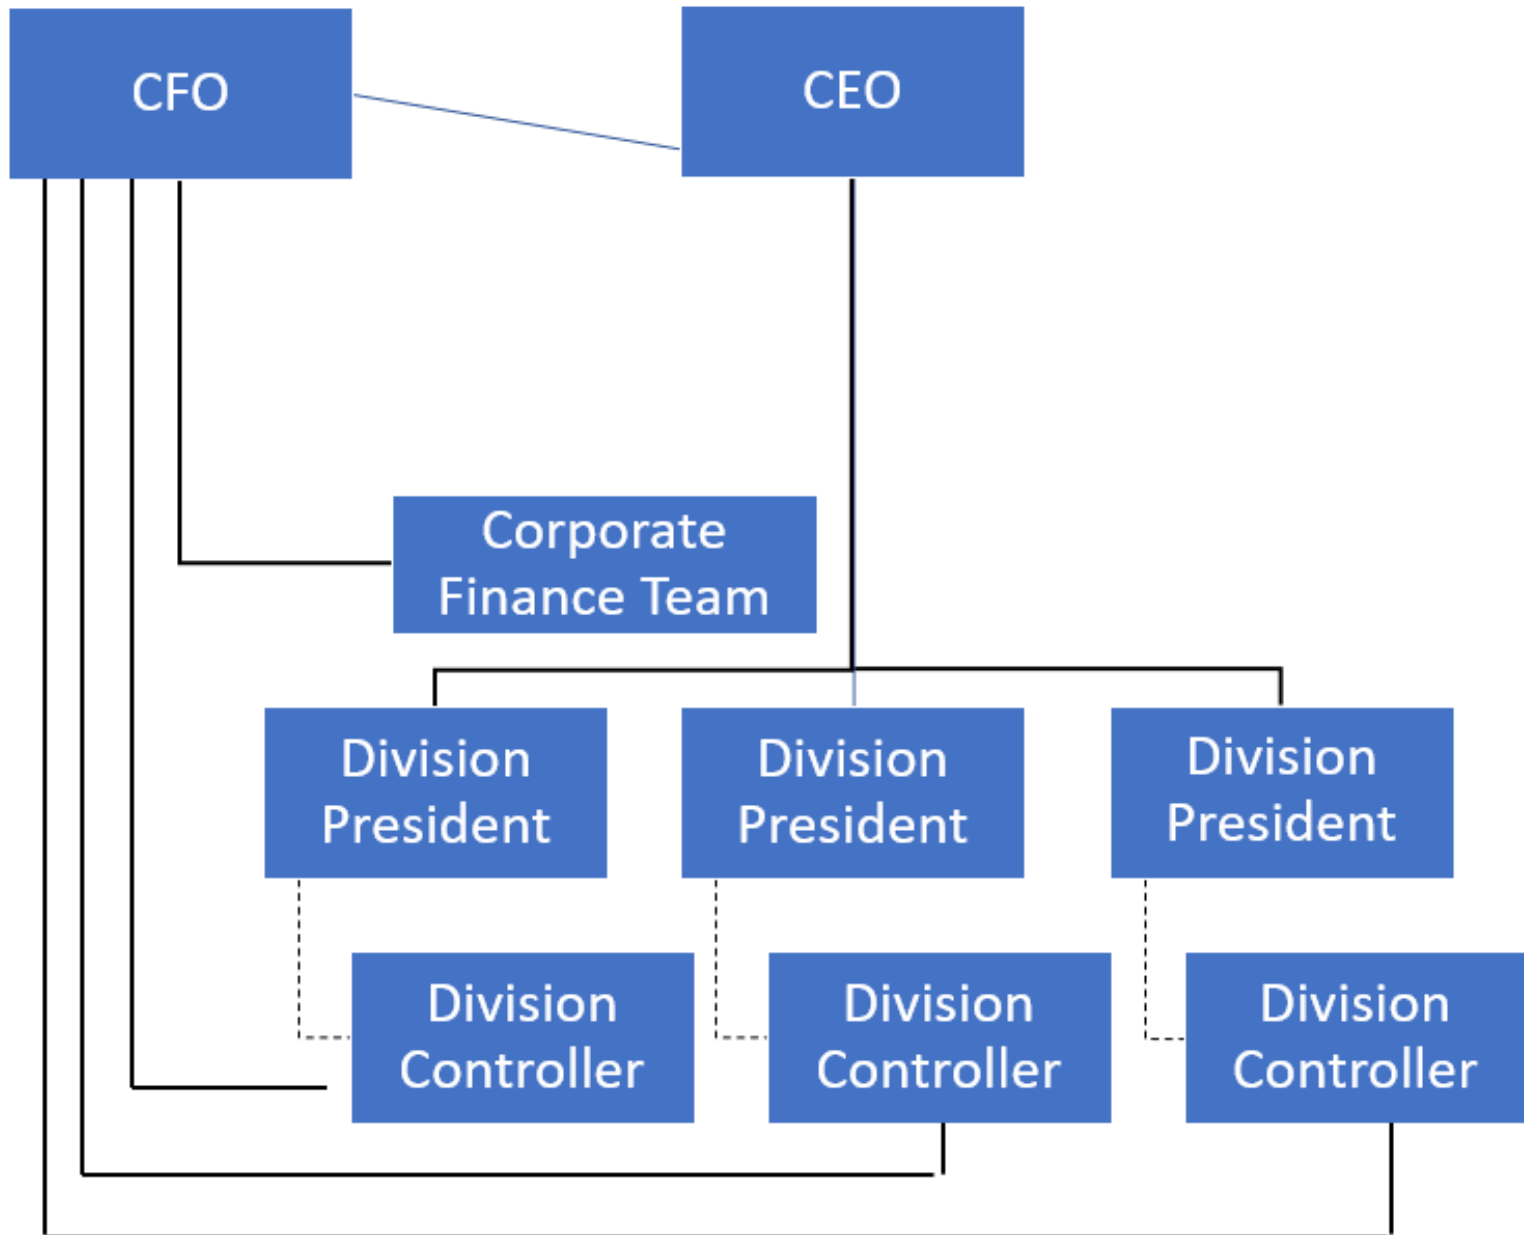 CFO
CEO
Corporate
Finance Team
Division
President
Division
President
Division
President
Division
Controller
Division
Controller
Division
Controller